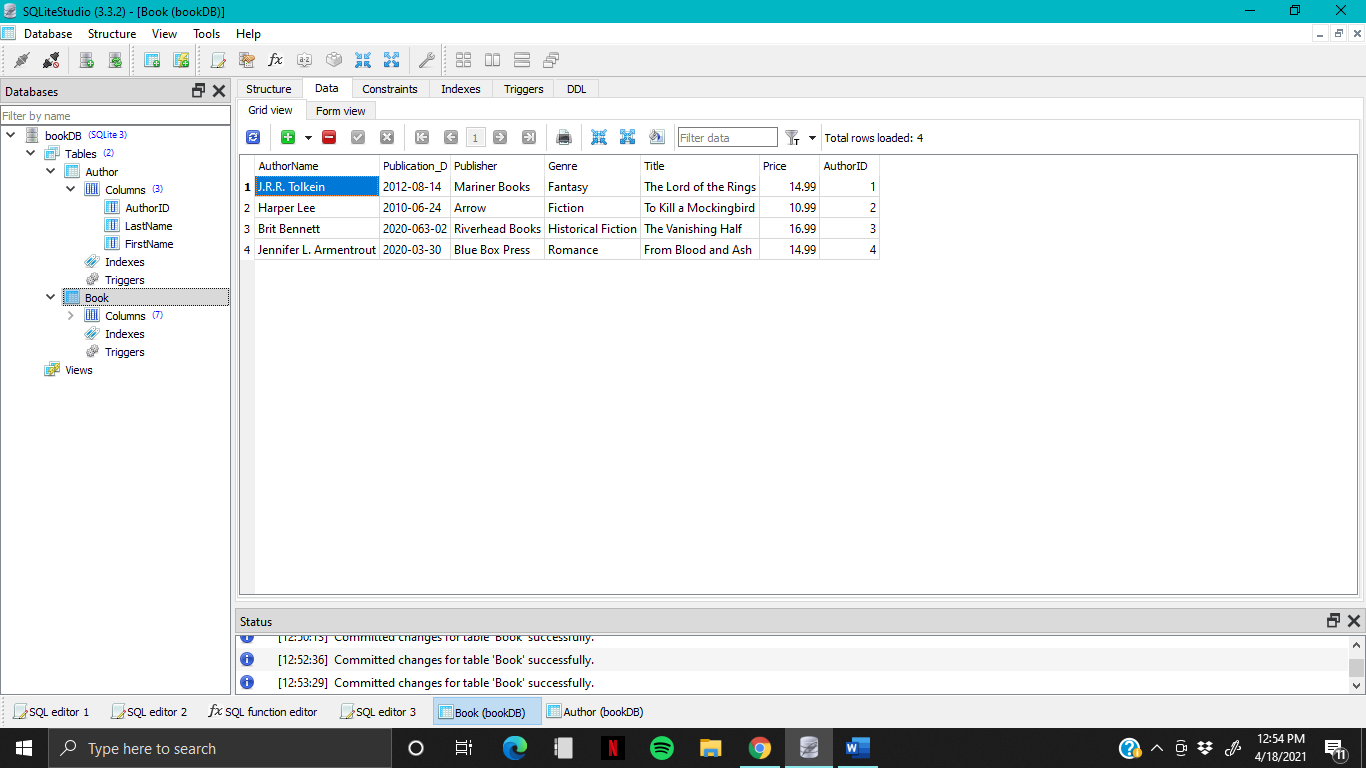 SQLiteStudio (3.3.2) - [Book (bookDB)]
Database Structure View Tools Help
Databases
Filter by name
bookDB (SQLite 3)
Tables (2)
Author
Columns (3)
AuthorID
LastName
FirstName
Indexes
Triggers
Book
Columns (7)
Indexes
Triggers
Views
Structure Data Constraints Indexes Triggers DDL
Grid view Form view
1 Filter data Total rows loaded: 4
AuthorName Publication_D Publisher Genre Title Price AuthorID
1 J.R.R. Tolkein 2012-08-14 Mariner Books Fantasy The Lord of the Rings 14.99 1
2 Harper Lee 2010-06-24 Arrow Fiction To Kill a Mockingbird 10.99 2
3 Brit Bennett 2020-063-02 Riverhead Books Historical Fiction The Vanishing Half 16.99 3
4 Jennifer L. Armentrout 2020-03-30 Blue Box Press Romance From Blood and Ash 14.99 4
Status
[12:50:13] Committed changes for table 'Book' successfully.
[12:52:36] Committed changes for table 'Book' successfully.
[12:53:29] Committed changes for table 'Book' successfully.
SQL editor 1 SQL editor 2 SQL function editor SQL editor 3 Book (bookDB) Author (bookDB)
Type here to search
12:54 PM
4/18/2021
11